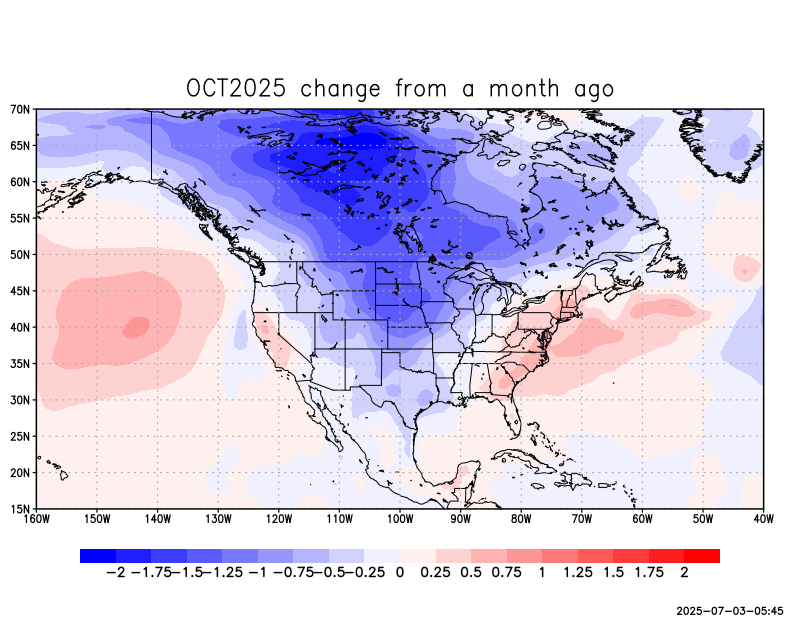 OCT2025 change from a month ago
70N
65N
60N
55N
50N
45N
40N
35N
30N
25N
20N
15N
160W 150W 140W 130W 120W 110W 100W 90W 80W 70W 60W 50W 40W
-2 -1.75 -1.5 -1.25 -1 -0.75 -0.5 -0.25 0 0.25 0.5 0.75 1 1.25 1.5 1.75 2
2025-07-03-05:45